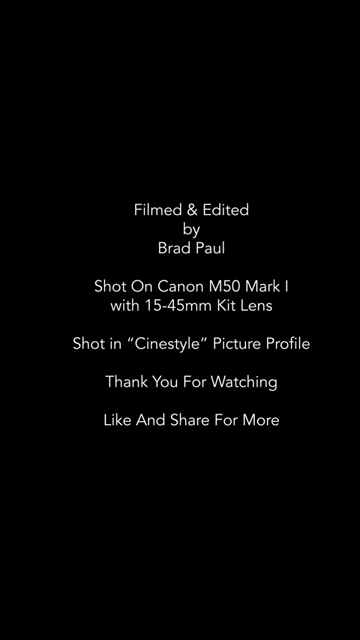 Filmed & Edited
by
Brad Paul
Shot On Canon M50 Mark I
with 15-45mm Kit Lens
Shot in “Cinestyle” Picture Profile
Thank You For Watching
Like And Share For More